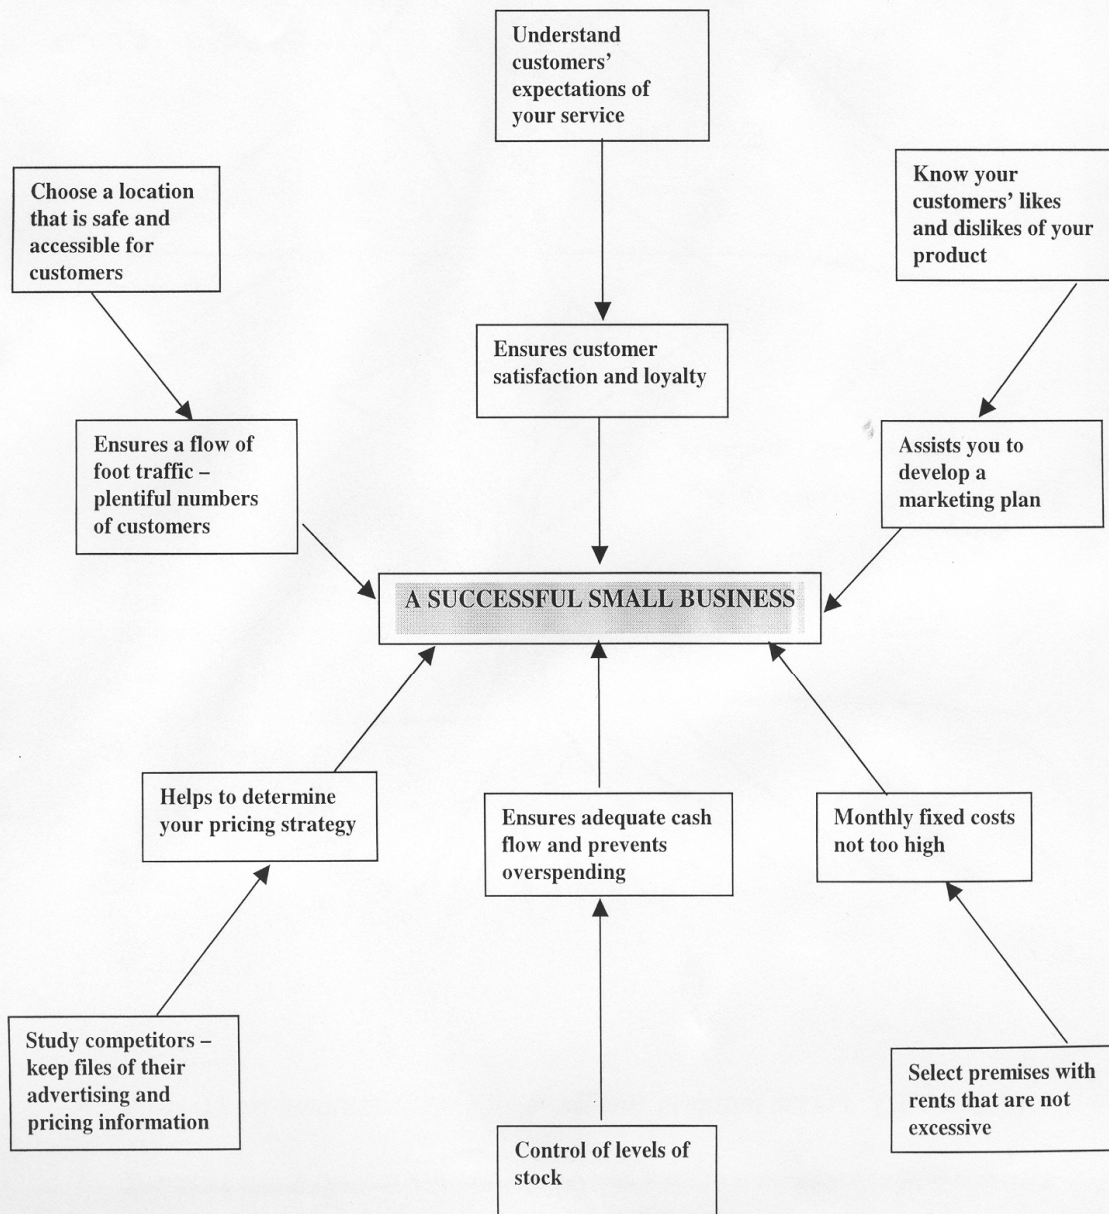 Understand
customers’
expectations of
your service
Choose a location
that is safe and
accessible for
customers
Know your
customers’ likes
and dislikes of your
product
Ensures customer
satisfaction and loyalty
Ensures a flow of
foot traffic –
plentiful numbers
of customers
Assists you to
develop a
marketing plan
A SUCCESSFUL SMALL BUSINESS
Helps to determine
your pricing strategy
Ensures adequate cash
flow and prevents
overspending
Monthly fixed costs
not too high
Study competitors –
keep files of their
advertising and
pricing information
Control of levels of
stock
Select premises with
rents that are not
excessive